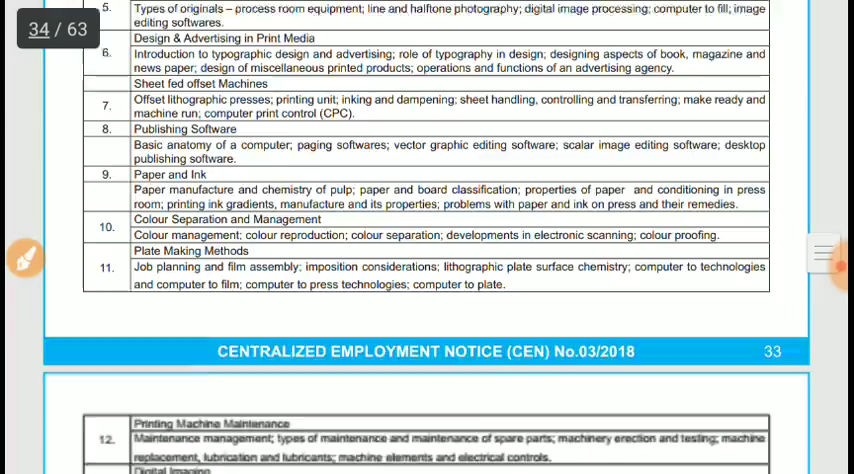 5. Types of originals – process room equipment; line and halftone photography; digital image processing; computer to fill; image
editing softwares.
34 / 63
Design & Advertising in Print Media
6. Introduction to typographic design and advertising; role of typography in design; designing aspects of book, magazine and
news paper; design of miscellaneous printed products; operations and functions of an advertising agency.
Sheet fed offset Machines
7. Offset lithographic presses; printing unit; inking and dampening; sheet handling, controlling and transferring; make ready and
machine run; computer print control (CPC).
8. Publishing Software
Basic anatomy of a computer; paging softwares; vector graphic editing software; scalar image editing software; desktop
publishing software.
9. Paper and Ink
Paper manufacture and chemistry of pulp; paper and board classification; properties of paper and conditioning in press
room; printing ink gradients, manufacture and its properties; problems with paper and ink on press and their remedies.
10. Colour Separation and Management
Colour management; colour reproduction; colour separation; developments in electronic scanning; colour proofing.
Plate Making Methods
11. Job planning and film assembly; imposition considerations; lithographic plate surface chemistry; computer to technologies
and computer to film; computer to press technologies; computer to plate.
CENTRALIZED EMPLOYMENT NOTICE (CEN) No.03/2018 33
Printing Machine Maintenance
12. Maintenance management; types of maintenance and maintenance of spare parts; machinery erection and testing; machine
replacement, lubrication and lubricants; machine elements and electrical controls.
Digital Imaging